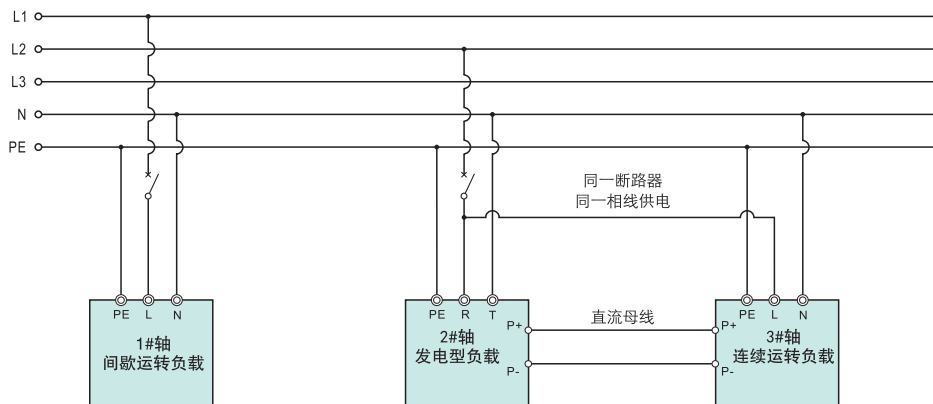 L1
L2
L3
N
PE
同一断路器
同一相线供电
PE L N
1#轴
间歇运转负载
PE R T
P+
2#轴
发电型负载
P-
直流母线
PE L N
P+
3#轴
连续运转负载
P-